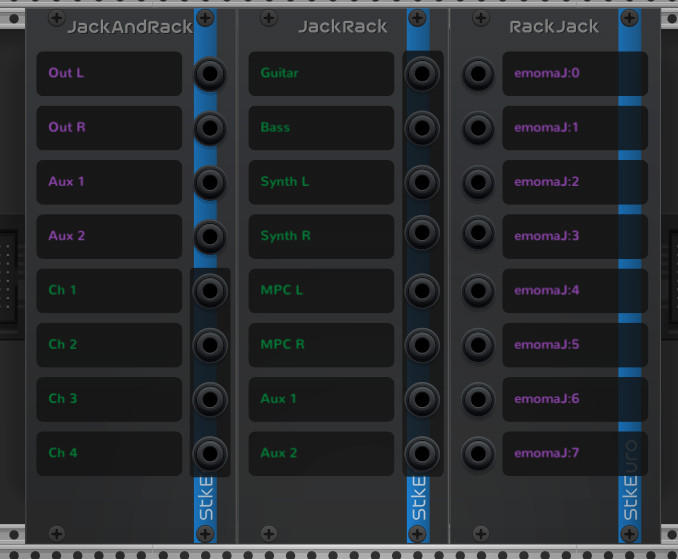 JackAndRack
Out L
Out R
Aux 1
Aux 2
Ch 1
Ch 2
Ch 3
Ch 4
StkE
JackRack
Guitar
Bass
Synth L
Synth R
MPC L
MPC R
Aux 1
Aux 2
StkE
RackJack
emomaJ:0
emomaJ:1
emomaJ:2
emomaJ:3
emomaJ:4
emomaJ:5
emomaJ:6
emomaJ:7
StkEuro